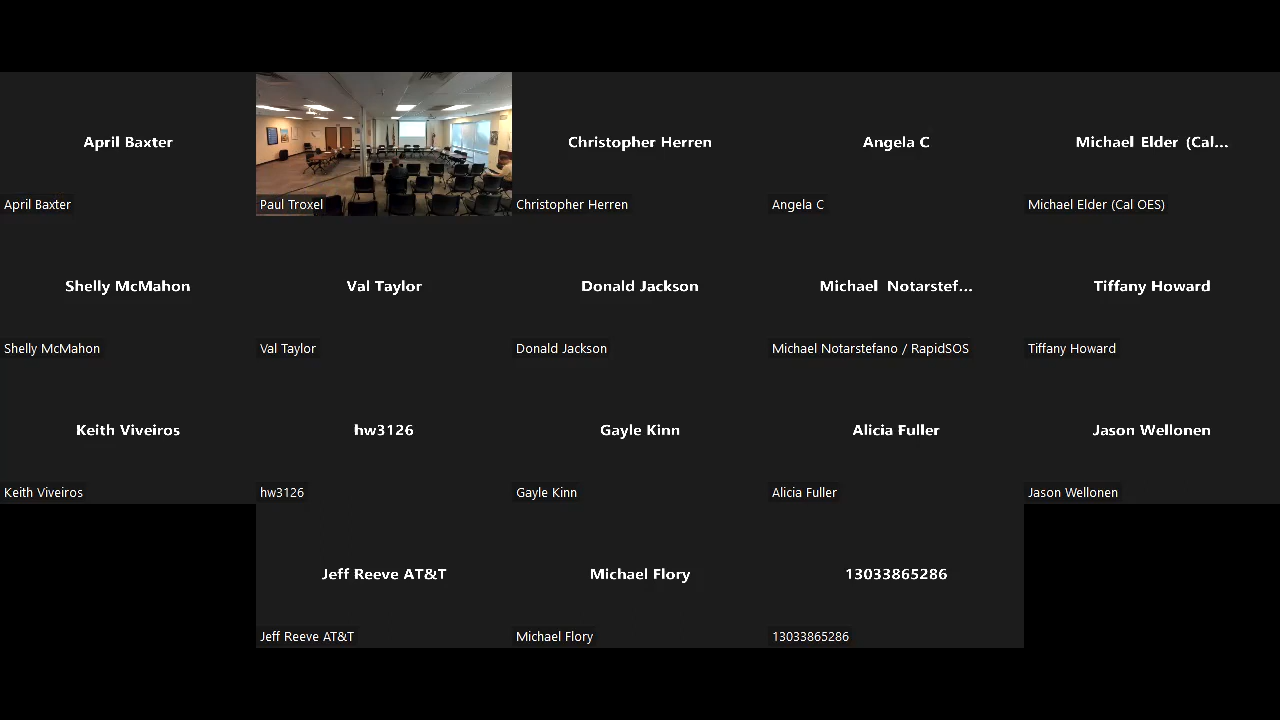 April Baxter
Christopher Herren
Angela C
Michael Elder (Cal...
April Baxter
Paul Troxel
Christopher Herren
Angela C
Michael Elder (Cal OES)
Shelly McMahon
Val Taylor
Donald Jackson
Michael Notarstef...
Tiffany Howard
Shelly McMahon
Val Taylor
Donald Jackson
Michael Notarstefano / RapidSOS
Tiffany Howard
Keith Viveiros
hw3126
Gayle Kinn
Alicia Fuller
Jason Wellonen
Keith Viveiros
hw3126
Gayle Kinn
Alicia Fuller
Jason Wellonen
Jeff Reeve AT&T
Michael Flory
13033865286
Jeff Reeve AT&T
Michael Flory
13033865286